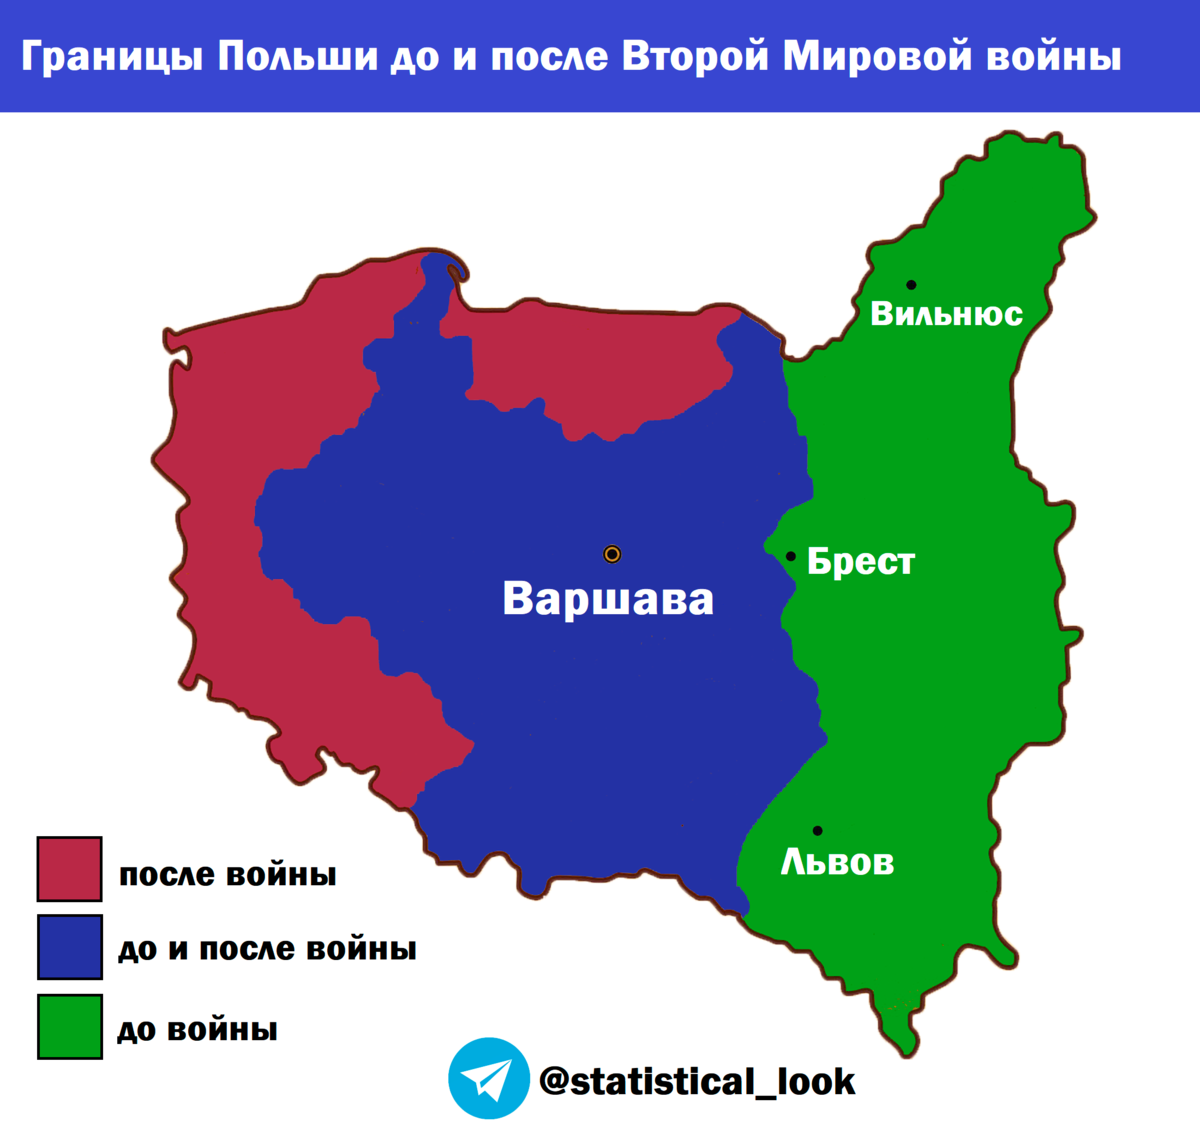 Границы Польши до и после Второй Мировой войны
Вильнюс
Брест
Варшава
Львов
после войны
до и после войны
до войны
@statistical_look